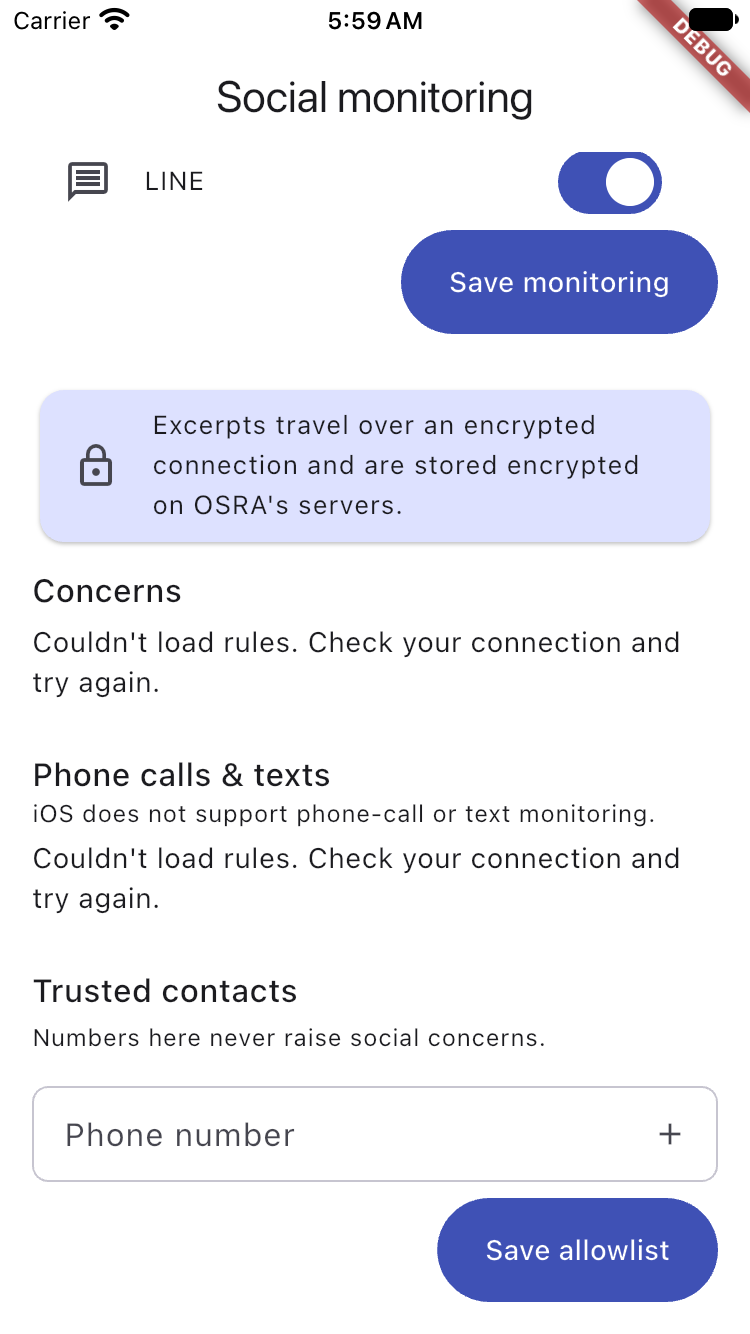 Carrier 5:59 AM
DEBUG
Social monitoring
LINE
Save monitoring
Excerpts travel over an encrypted
connection and are stored encrypted
on OSRA's servers.
Concerns
Couldn't load rules. Check your connection and
try again.
Phone calls & texts
iOS does not support phone-call or text monitoring.
Couldn't load rules. Check your connection and
try again.
Trusted contacts
Numbers here never raise social concerns.
Phone number
Save allowlist